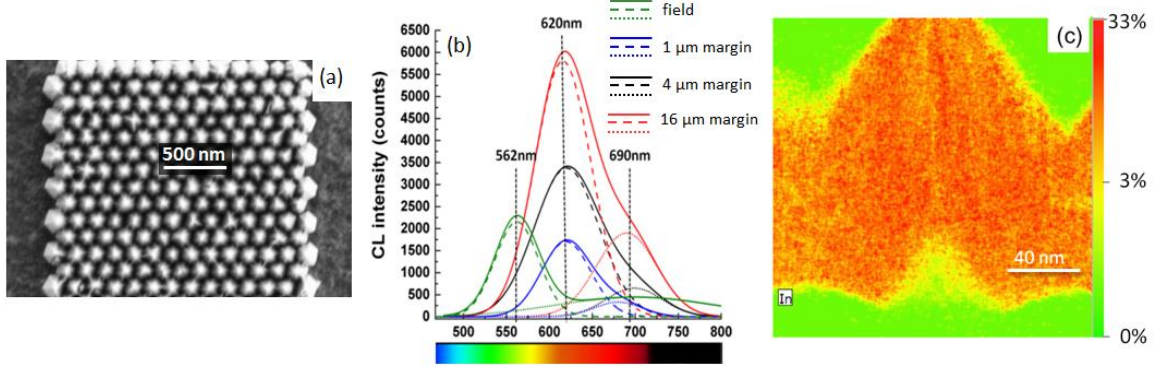 (a)
500 nm
(b)
620nm
562nm
690nm
CL intensity (counts)
6500
6000
5500
5000
4500
4000
3500
3000
2500
2000
1500
1000
500
0
500 550 600 650 700 750 800
field
1 μm margin
4 μm margin
16 μm margin
(c)
33%
3%
0%
40 nm
In